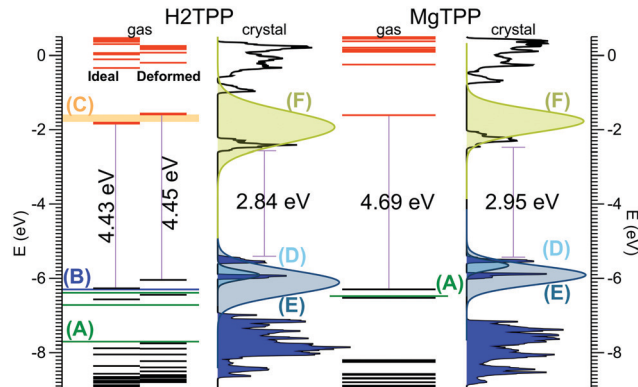 H2TPP MgTPP
gas crystal gas crystal
0 0
Ideal Deformed
(C) (F) (F)
-2 -2
4.43 eV 4.45 eV 2.84 eV 4.69 eV 2.95 eV
E (eV) E (eV)
-4 -4
(D) (D)
(B) (A)
-6 -6
(E) (E)
(A)
-8 -8